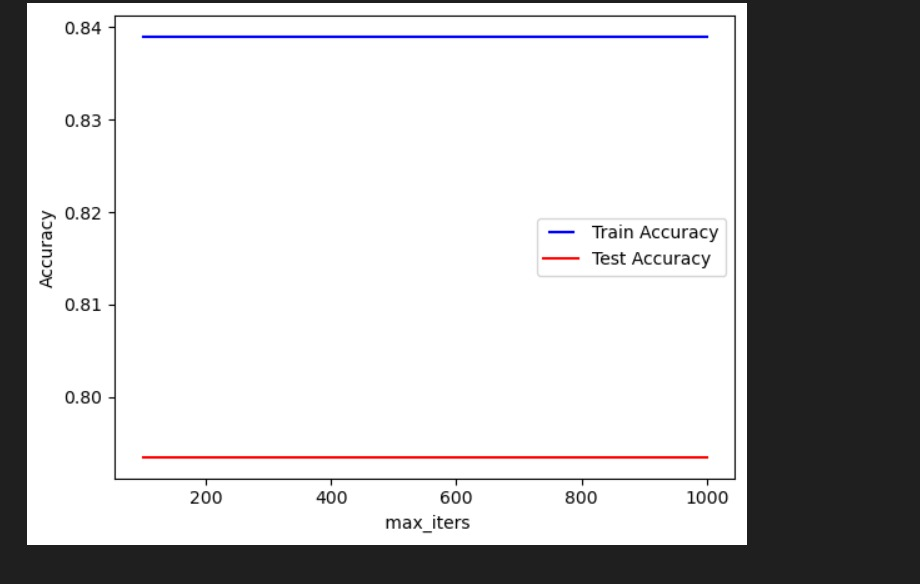 0.84
0.83
0.82
0.81
0.80
Accuracy
Train Accuracy
Test Accuracy
200 400 600 800 1000
max_iters